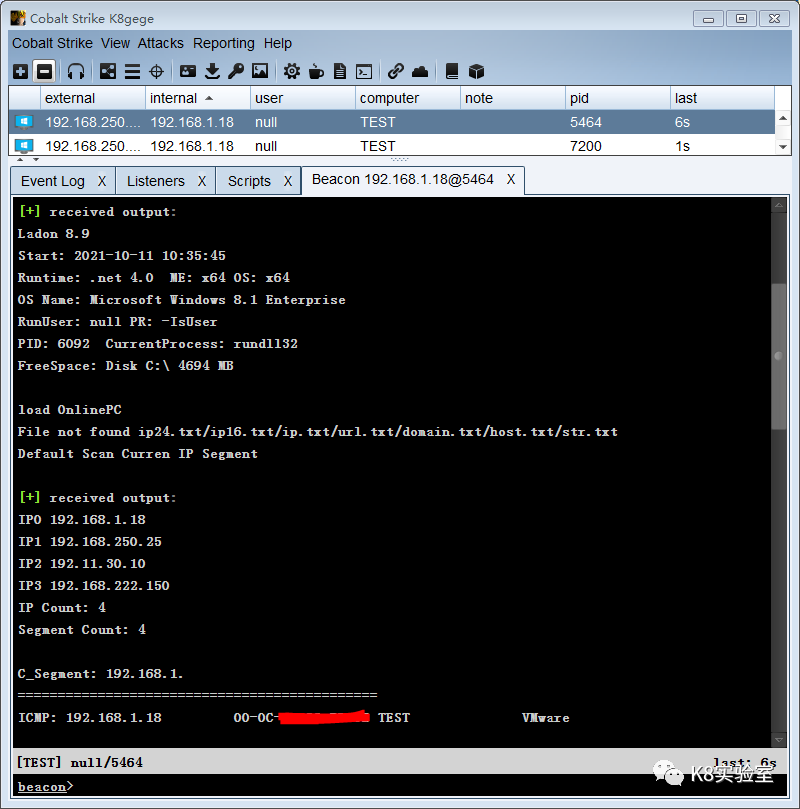 Cobalt Strike K8gege
Cobalt Strike View Attacks Reporting Help
external internal user computer note pid last
192.168.250.... 192.168.1.18 null TEST 5464 6s
192.168.250.... 192.168.1.18 null TEST 7200 1s
Event Log X Listeners X Scripts X Beacon 192.168.1.18@5464 X
[+] received output:
Ladon 8.9
Start: 2021-10-11 10:35:45
Runtime: .net 4.0 ME: x64 OS: x64
OS Name: Microsoft Windows 8.1 Enterprise
RunUser: null PR: -IsUser
PID: 6092 CurrentProcess: rundll32
FreeSpace: Disk C:\ 4694 MB
load OnlinePC
File not found ip24.txt/ip16.txt/ip.txt/url.txt/domain.txt/host.txt/str.txt
Default Scan Curren IP Segment
[+] received output:
IP0 192.168.1.18
IP1 192.168.250.25
IP2 192.11.30.10
IP3 192.168.222.150
IP Count: 4
Segment Count: 4
C_Segment: 192.168.1.
=============================================
ICMP: 192.168.1.18 00-0C- TEST VMware
[TEST] null/5464 last: 6s
beacon>
K8实验室